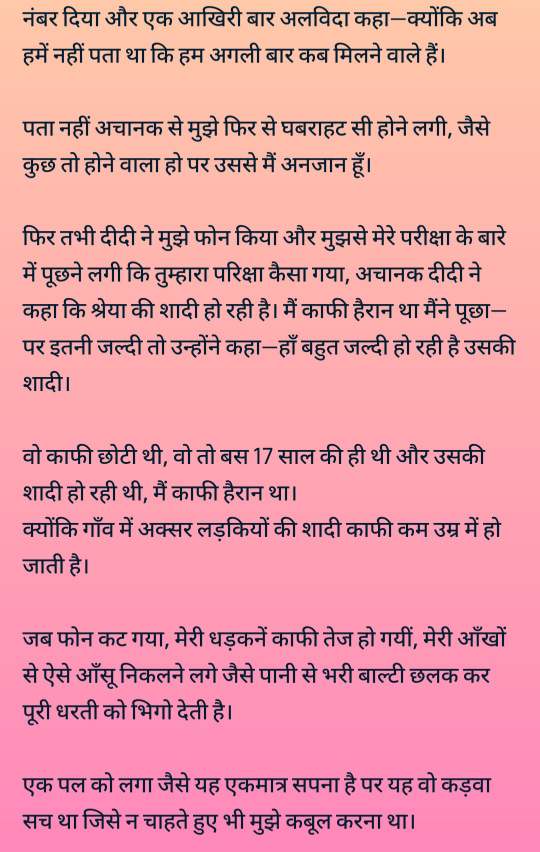 नंबर दिया और एक आखिरी बार अलविदा कहा—क्योंकि अब
हमें नहीं पता था कि हम अगली बार कब मिलने वाले हैं।
पता नहीं अचानक से मुझे फिर से घबराहट सी होने लगी, जैसे
कुछ तो होने वाला हो पर उससे मैं अनजान हूँ।
फिर तभी दीदी ने मुझे फोन किया और मुझसे मेरे परीक्षा के बारे
में पूछने लगी कि तुम्हारा परिक्षा कैसा गया, अचानक दीदी ने
कहा कि श्रेया की शादी हो रही है। मैं काफी हैरान था मैंने पूछा—
पर इतनी जल्दी तो उन्होंने कहा—हाँ बहुत जल्दी हो रही है उसकी
शादी।
वो काफी छोटी थी, वो तो बस 17 साल की ही थी और उसकी
शादी हो रही थी, मैं काफी हैरान था।
क्योंकि गाँव में अक्सर लड़कियों की शादी काफी कम उम्र में हो
जाती है।
जब फोन कट गया, मेरी धड़कनें काफी तेज हो गयीं, मेरी आँखों
से ऐसे आँसू निकलने लगे जैसे पानी से भरी बाल्टी छलक कर
पूरी धरती को भिगो देती है।
एक पल को लगा जैसे यह एकमात्र सपना है पर यह वो कड़वा
सच था जिसे न चाहते हुए भी मुझे कबूल करना था।